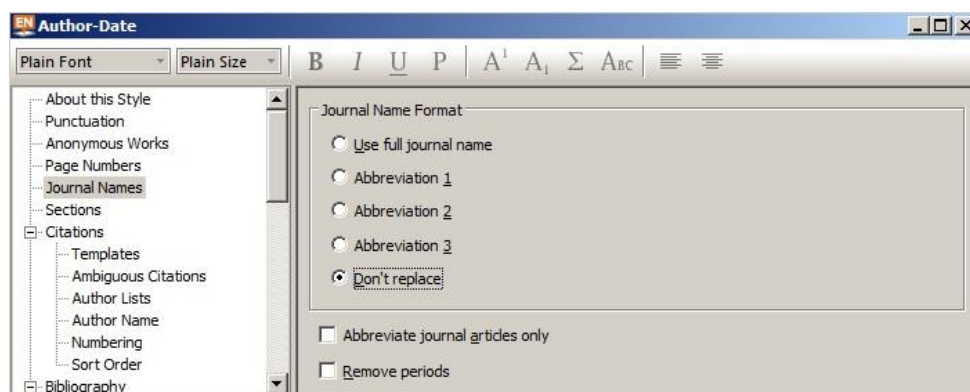 EN Author-Date
Plain Font Plain Size B I U P A¹ A₁ Σ ABC
About this Style
Punctuation
Anonymous Works
Page Numbers
Journal Names
Sections
Citations
Templates
Ambiguous Citations
Author Lists
Author Name
Numbering
Sort Order
Bibliography
Journal Name Format
Use full journal name
Abbreviation 1
Abbreviation 2
Abbreviation 3
Don't replace
Abbreviate journal articles only
Remove periods